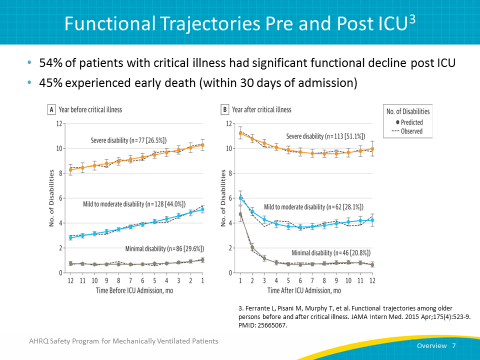 Functional Trajectories Pre and Post ICU3
• 54% of patients with critical illness had significant functional decline post ICU
• 45% experienced early death (within 30 days of admission)
A Year before critical illness
12
10
8
6
4
2
0
No. of Disabilities
Severe disability (n=77 [26.5%])
Mild to moderate disability (n=128 [44.0%])
Minimal disability (n=86 [29.6%])
12 11 10 9 8 7 6 5 4 3 2 1
Time Before ICU Admission, mo
B Year after critical illness
12
10
8
6
4
2
0
No. of Disabilities
Severe disability (n=113 [51.1%])
Mild to moderate disability (n=62 [28.1%])
Minimal disability (n=46 [20.8%])
1 2 3 4 5 6 7 8 9 10 11 12
Time After ICU Admission, mo
No. of Disabilities
Predicted
Observed
3. Ferrante L, Pisani M, Murphy T, et al. Functional trajectories among older
persons before and after critical illness. JAMA Intern Med. 2015 Apr;175(4):523-9.
PMID: 25665067.
AHRQ Safety Program for Mechanically Ventilated Patients
Overview 7